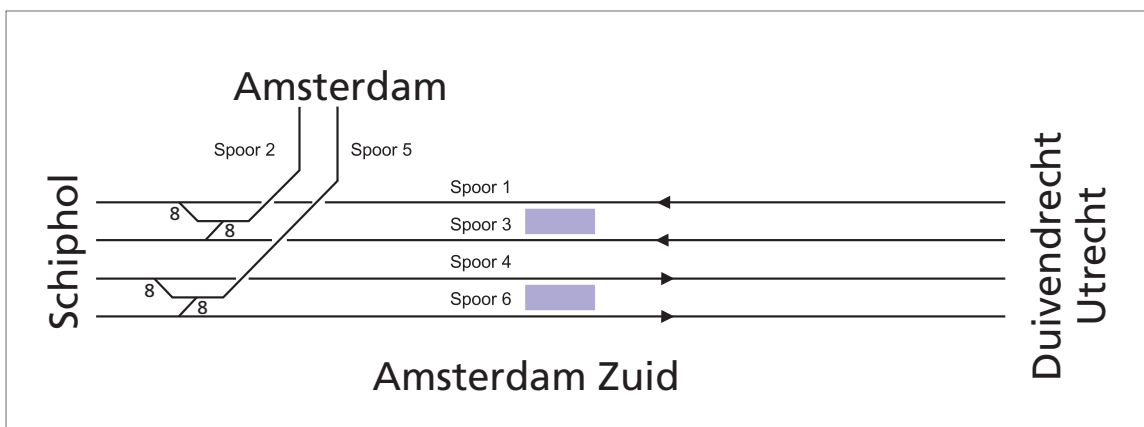 Amsterdam
Spoor 2
Spoor 5
Schiphol
Spoor 1
8
8
Spoor 3
Spoor 4
8
8
Spoor 6
Duivendrecht
Utrecht
Amsterdam Zuid